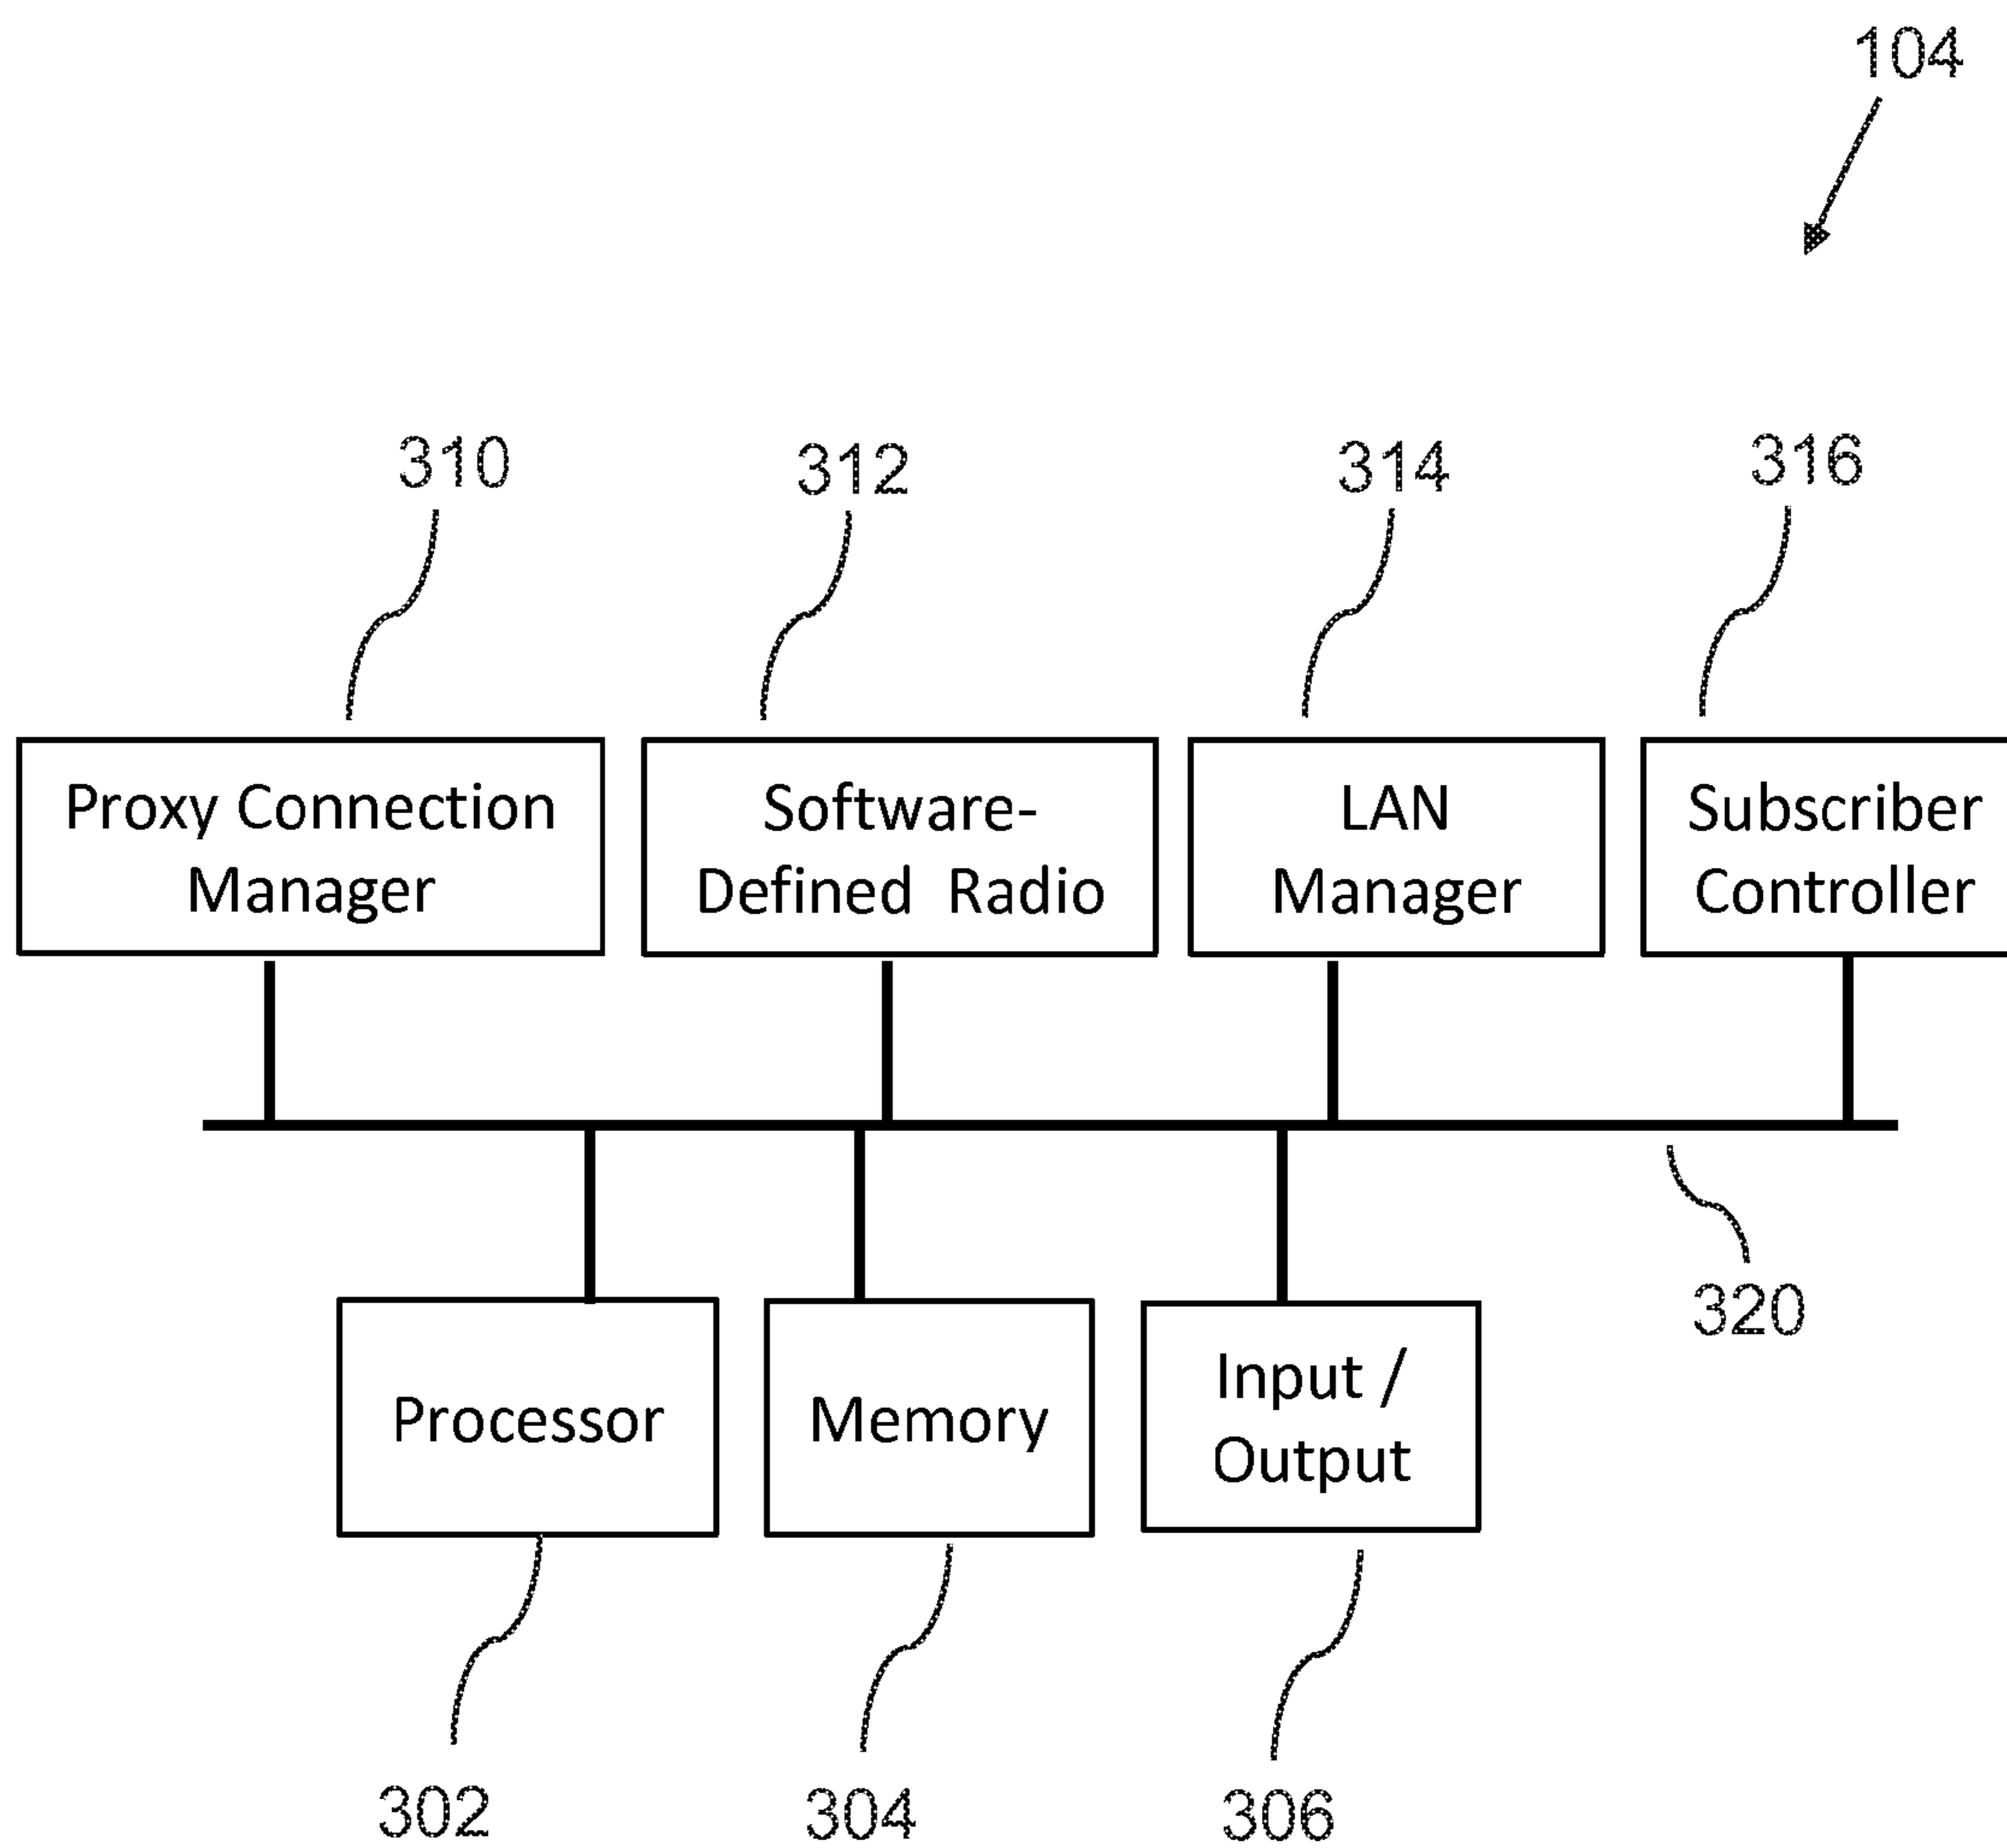 104
310
312
314
316
Proxy Connection
Manager
Software-
Defined Radio
LAN
Manager
Subscriber
Controller
320
Processor
Memory
Input /
Output
302
304
306